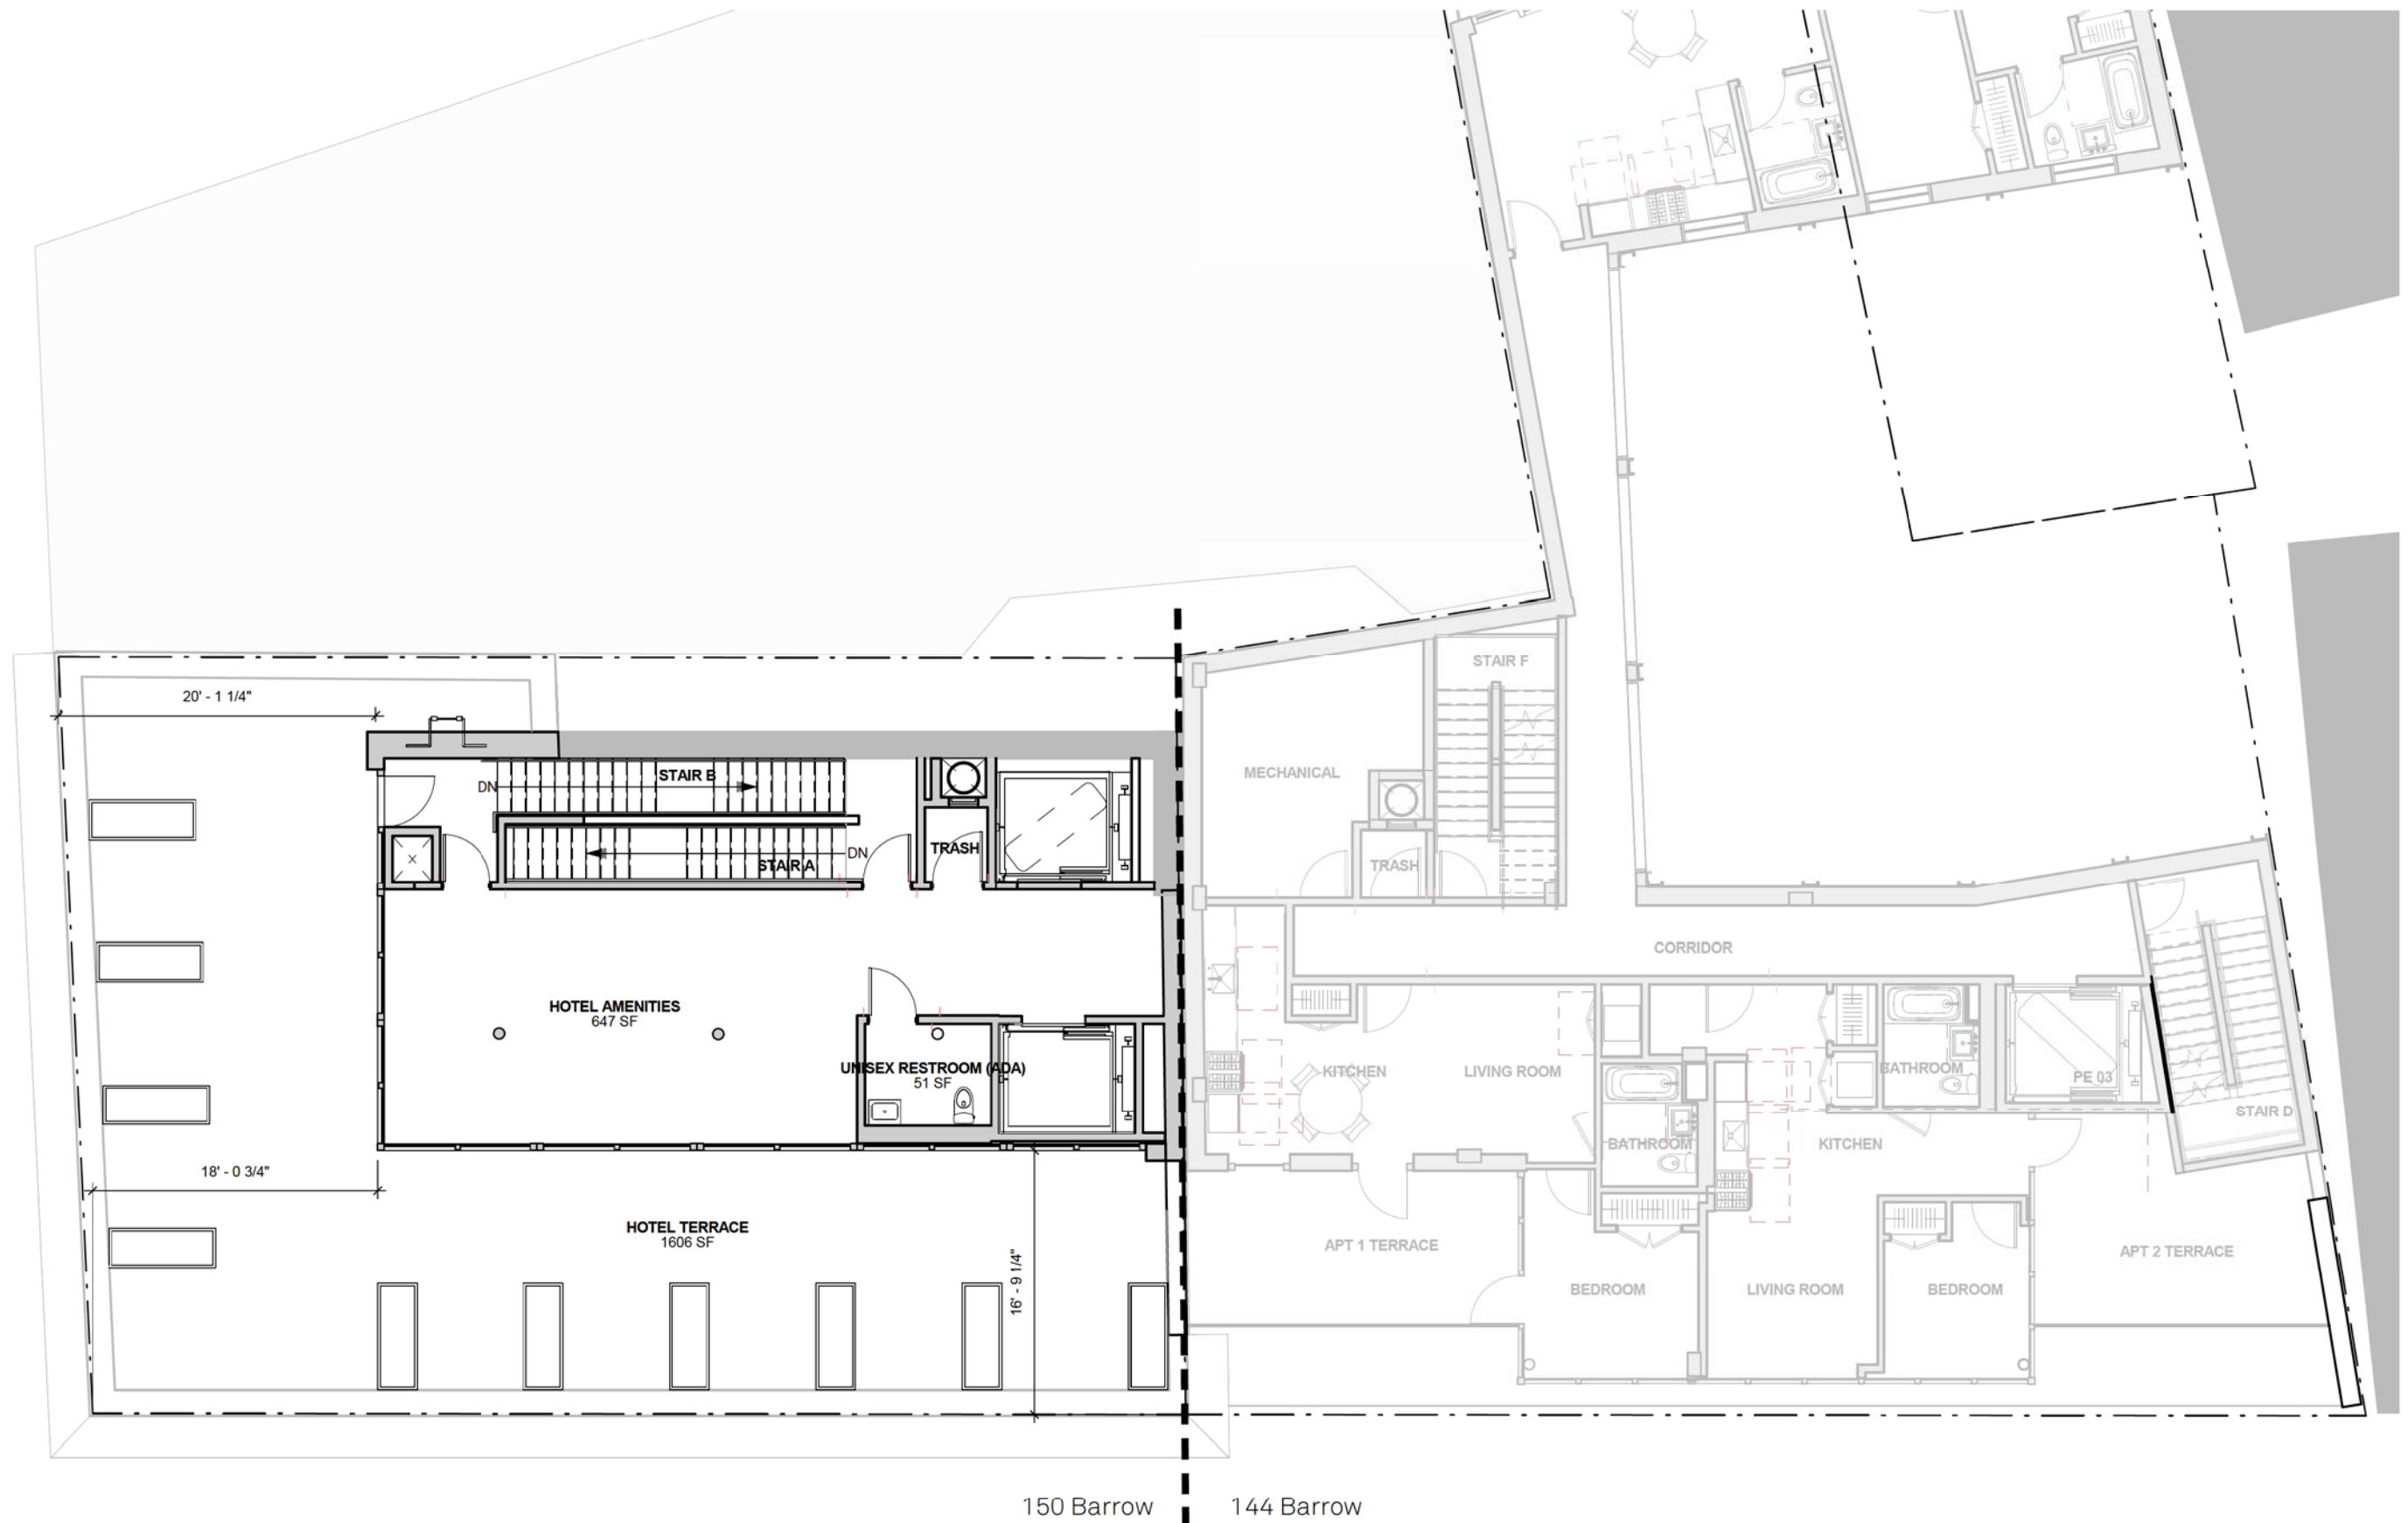 STAIR F
20' - 1 1/4"
STAIR B
DN
MECHANICAL
DN
STAIR A
TRASH
TRASH
CORRIDOR
HOTEL AMENITIES
647 SF
UNISEX RESTROOM (ADA)
51 SF
KITCHEN
LIVING ROOM
BATHROOM
PE 03
STAIR D
BATHROOM
KITCHEN
18' - 0 3/4"
HOTEL TERRACE
1606 SF
16' - 9 1/4"
APT 1 TERRACE
APT 2 TERRACE
BEDROOM
LIVING ROOM
BEDROOM
150 Barrow
144 Barrow